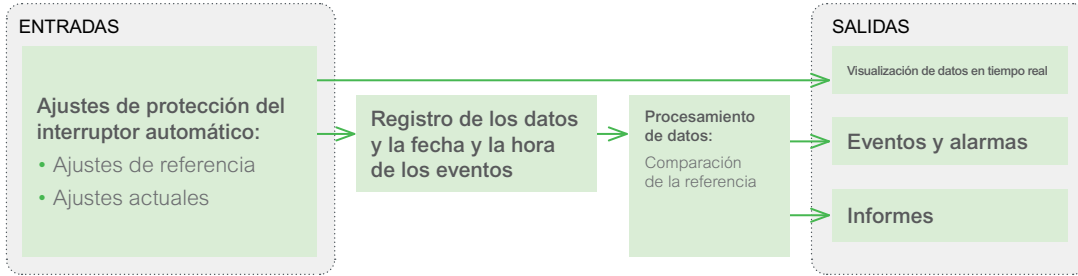 ENTRADAS
Ajustes de protección del
interruptor automático:
• Ajustes de referencia
• Ajustes actuales
Registro de los datos
y la fecha y la hora
de los eventos
Procesamiento
de datos:
Comparación
de la referencia
SALIDAS
Visualización de datos en tiempo real
Eventos y alarmas
Informes